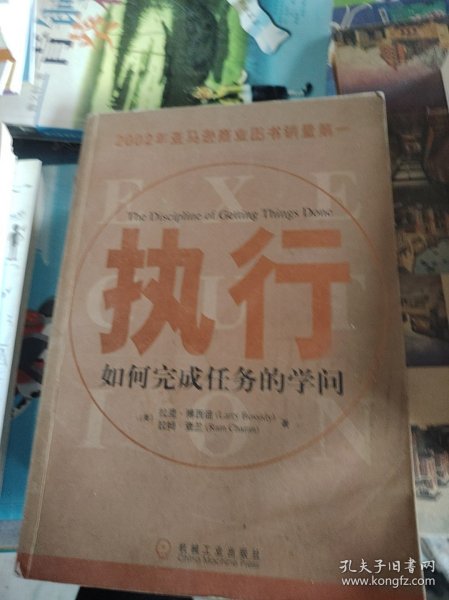 2002年亚马逊商业图书销量第一
E X E
The Discipline of Getting Things Done
执行
C U T
如何完成任务的学问
I O N
[美] 拉里·博西迪 (Larry Bossidy)
拉姆·查兰 (Ram Charan) 著
机械工业出版社
China Machine Press
孔夫子旧书网
www.kongfz.com